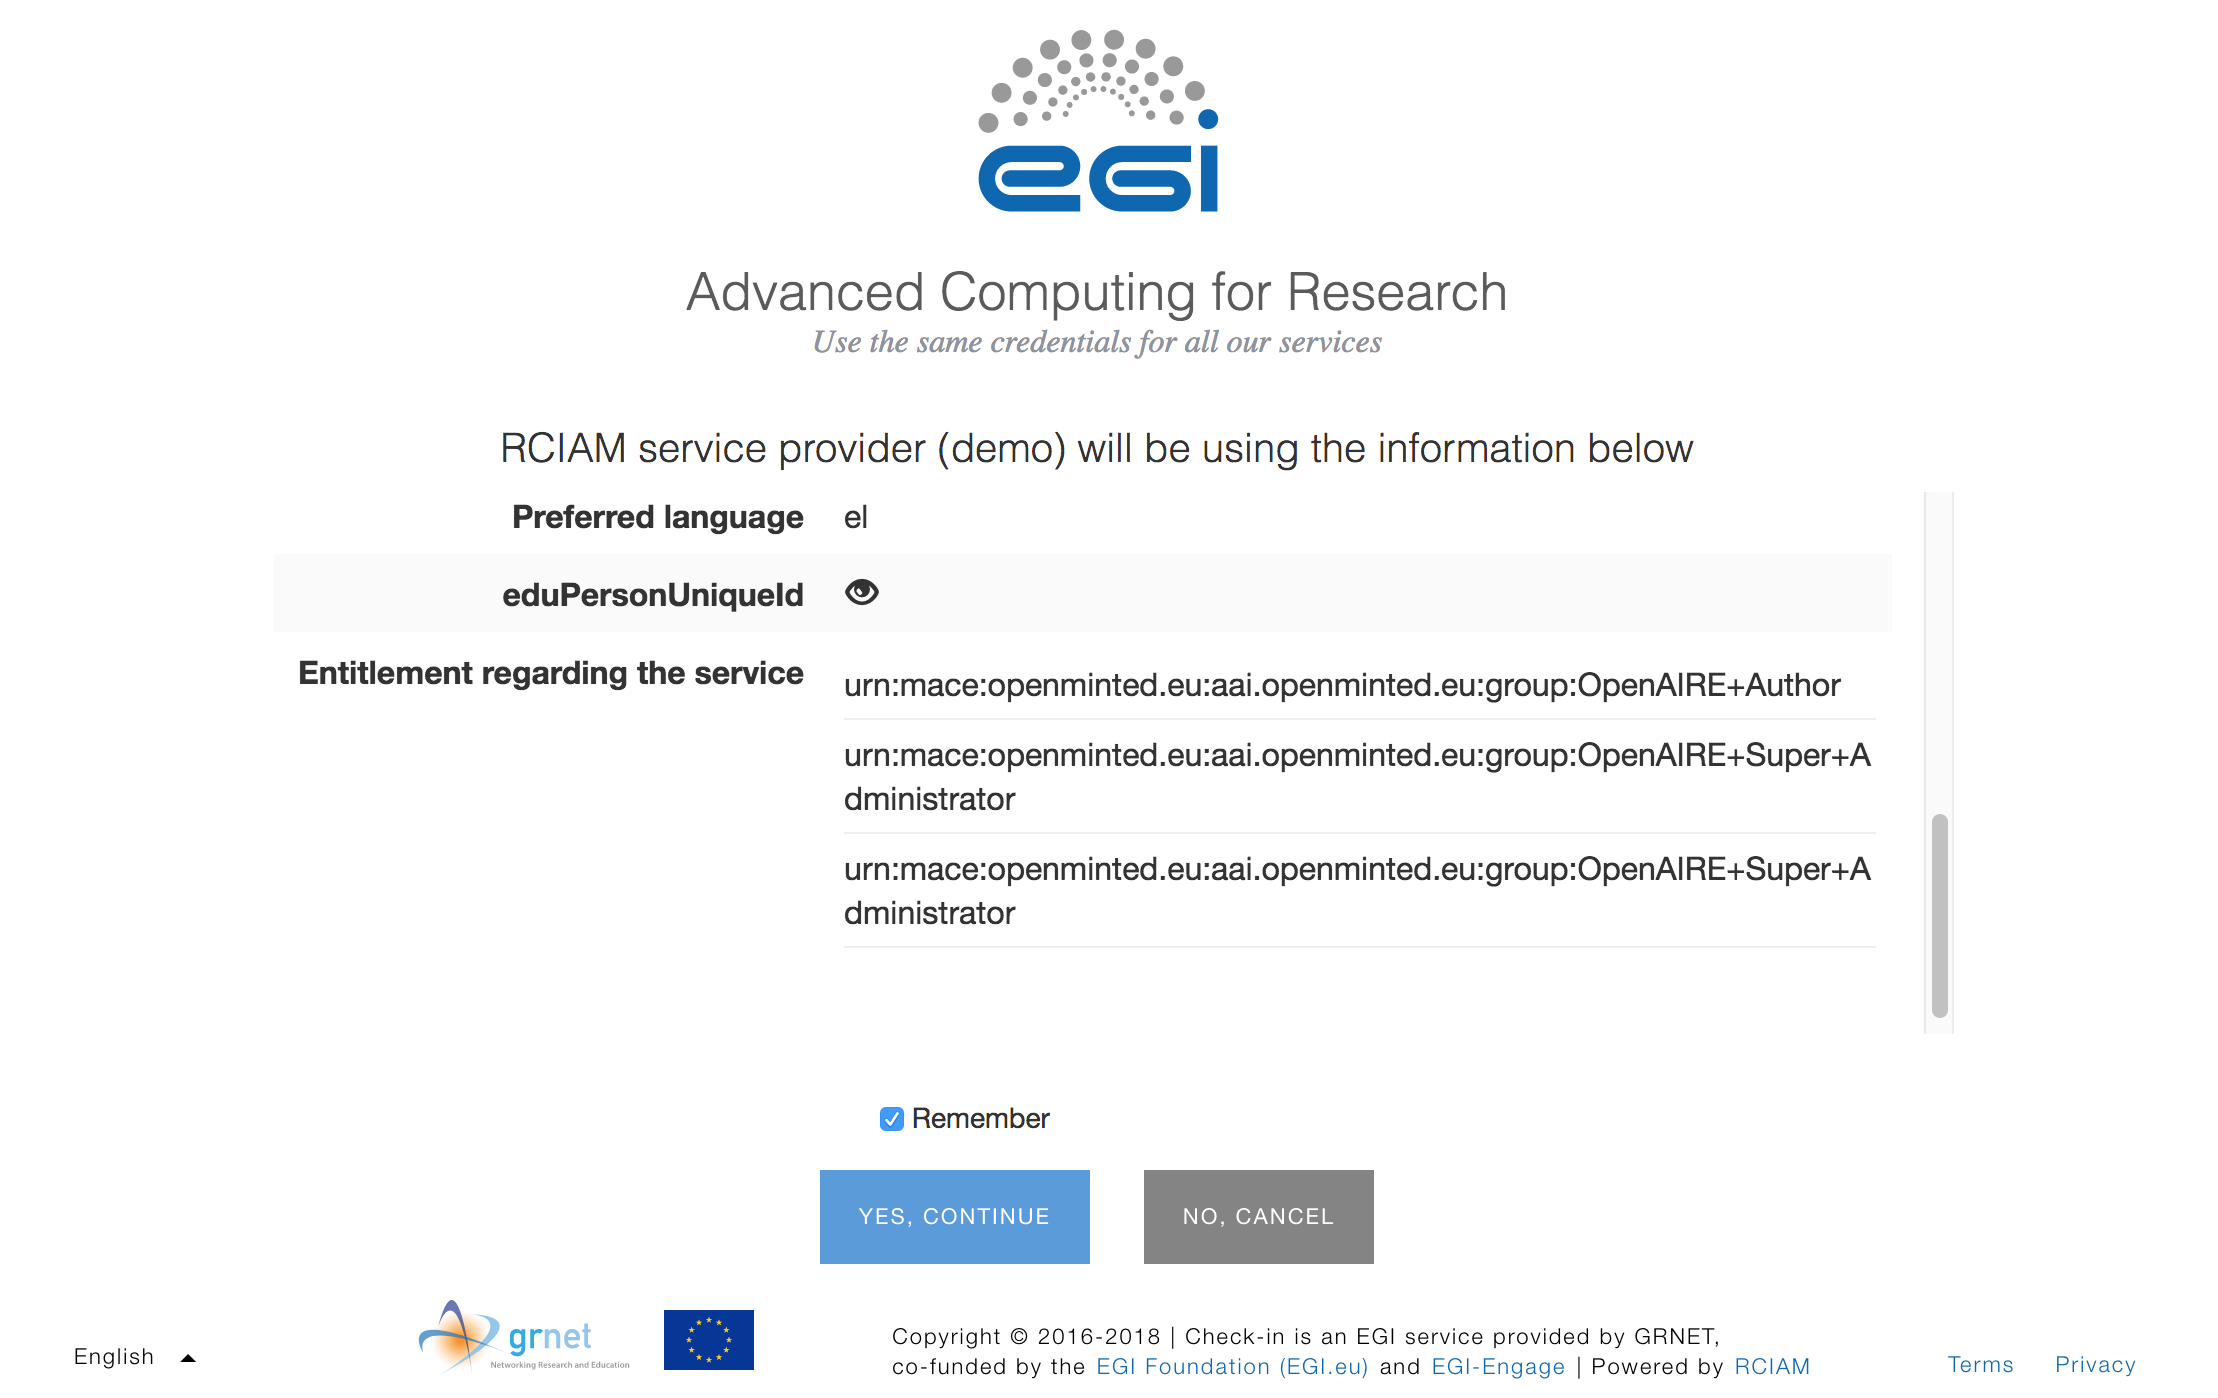 egi
Advanced Computing for Research
Use the same credentials for all our services
RCIAM service provider (demo) will be using the information below
Preferred language el
eduPersonUniqueId
Entitlement regarding the service
urn:mace:openminted.eu:aai.openminted.eu:group:OpenAIRE+Author
urn:mace:openminted.eu:aai.openminted.eu:group:OpenAIRE+Super+A
dministrator
urn:mace:openminted.eu:aai.openminted.eu:group:OpenAIRE+Super+A
dministrator
Remember
YES, CONTINUE NO, CANCEL
English
grnet
Networking Research and Education
Copyright © 2016-2018 | Check-in is an EGI service provided by GRNET,
co-funded by the EGI Foundation (EGI.eu) and EGI-Engage | Powered by RCIAM
Terms Privacy